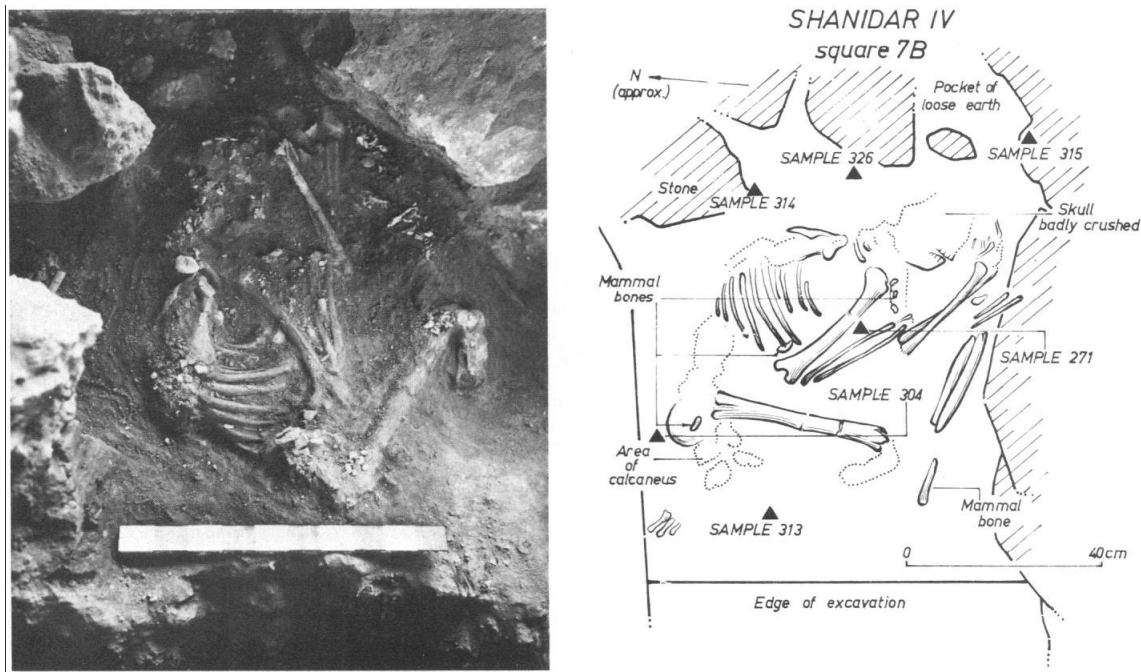 SHANIDAR IV
square 7B
N
(approx.)
Pocket of
loose earth
SAMPLE 326
SAMPLE 315
Stone
SAMPLE 314
Skull
badly crushed
Mammal
bones
SAMPLE 271
SAMPLE 304
Area
of
calcaneus
Mammal
bone
SAMPLE 313
0
40cm
Edge of excavation